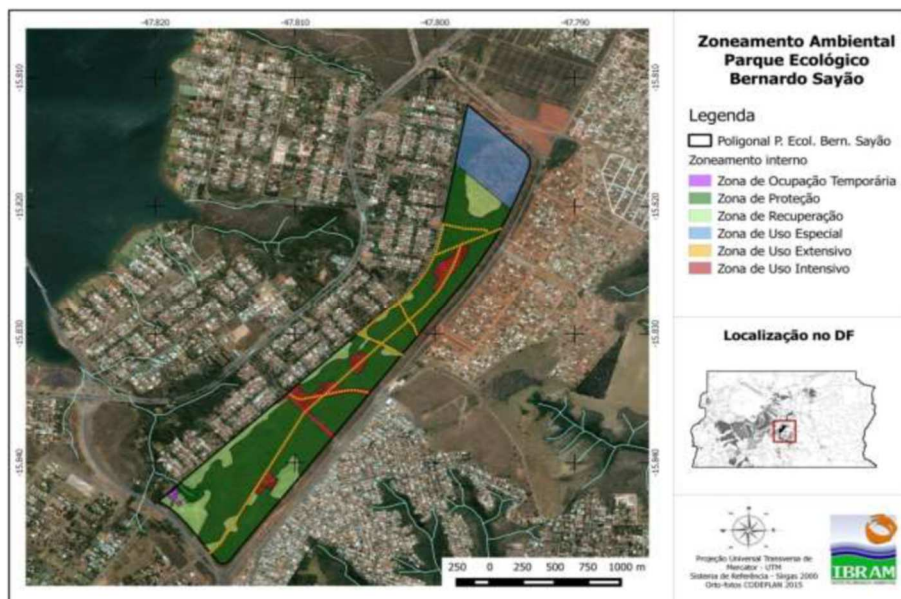 -47.820
-47.810
-47.800
-47.790
-15.810
-15.810
-15.820
-15.820
-15.830
-15.830
-15.840
-15.840
Zoneamento Ambiental
Parque Ecológico
Bernardo Sayão
Legenda
Poligonal P. Ecol. Bern. Sayão
Zoneamento interno
Zona de Ocupação Temporária
Zona de Proteção
Zona de Recuperação
Zona de Uso Especial
Zona de Uso Extensivo
Zona de Uso Intensivo
Localização no DF
Projeção Universal Transversa de
Mercator - UTM
Sistema de Referência - Sirgas 2000
Orto-fotos CODEPLAN 2015
IBRAM
250 0 250 500 750 1000 m